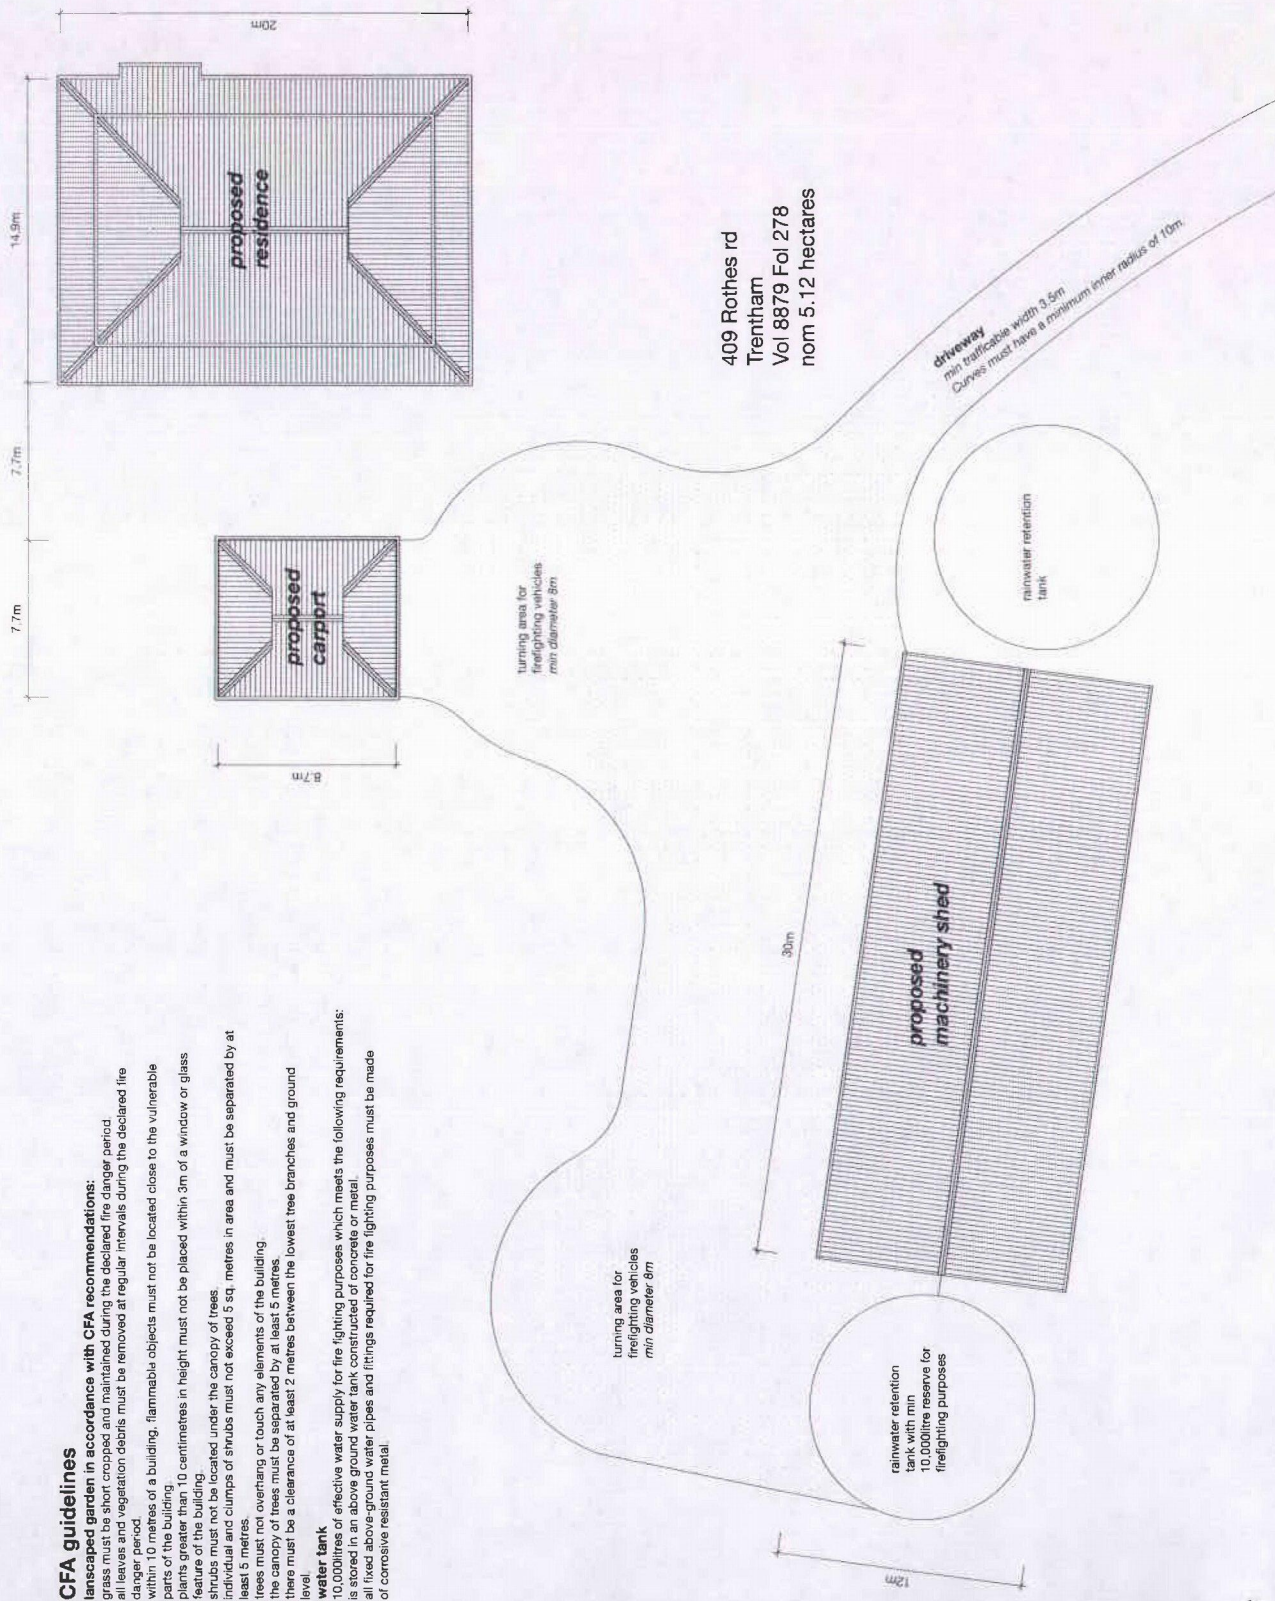 CFA guidelines
lanscaped garden in accordance with CFA recommendations:
grass must be short cropped and maintained during the declared fire danger period.
all leaves and vegetation debris must be removed at regular intervals during the declared fire
danger period.
within 10 metres of a building, flammable objects must not be located close to the vulnerable
parts of the building.
plants greater than 10 centimetres in height must not be placed within 3m of a window or glass
feature of the building.
shrubs must not be located under the canopy of trees.
individual and clumps of shrubs must not exceed 5 sq. metres in area and must be separated by at
least 5 metres.
trees must not overhang or touch any elements of the building.
the canopy of trees must be separated by at least 5 metres.
there must be a clearance of at least 2 metres between the lowest tree branches and ground
level.
water tank
10,000litres of effective water supply for fire fighting purposes which meets the following requirements:
is stored in an above ground water tank constructed of concrete or metal.
all fixed above-ground water pipes and fittings required for fire fighting purposes must be made
of corrosive resistant metal.
7,7m
7,7m
14,9m
20m
8.7m
proposed
carport
proposed
residence
turning area for
firefighting vehicles
min diameter 8m
turning area for
firefighting vehicles
min diameter 8m
409 Rothes rd
Trentham
Vol 8879 Fol 278
nom 5.12 hectares
driveway
min trafficable width 3.5m
Curves must have a minimum inner radius of 10m.
30m
12m
proposed
machinery shed
rainwater retention
tank with min
10,000litre reserve for
firefighting purposes
rainwater retention
tank